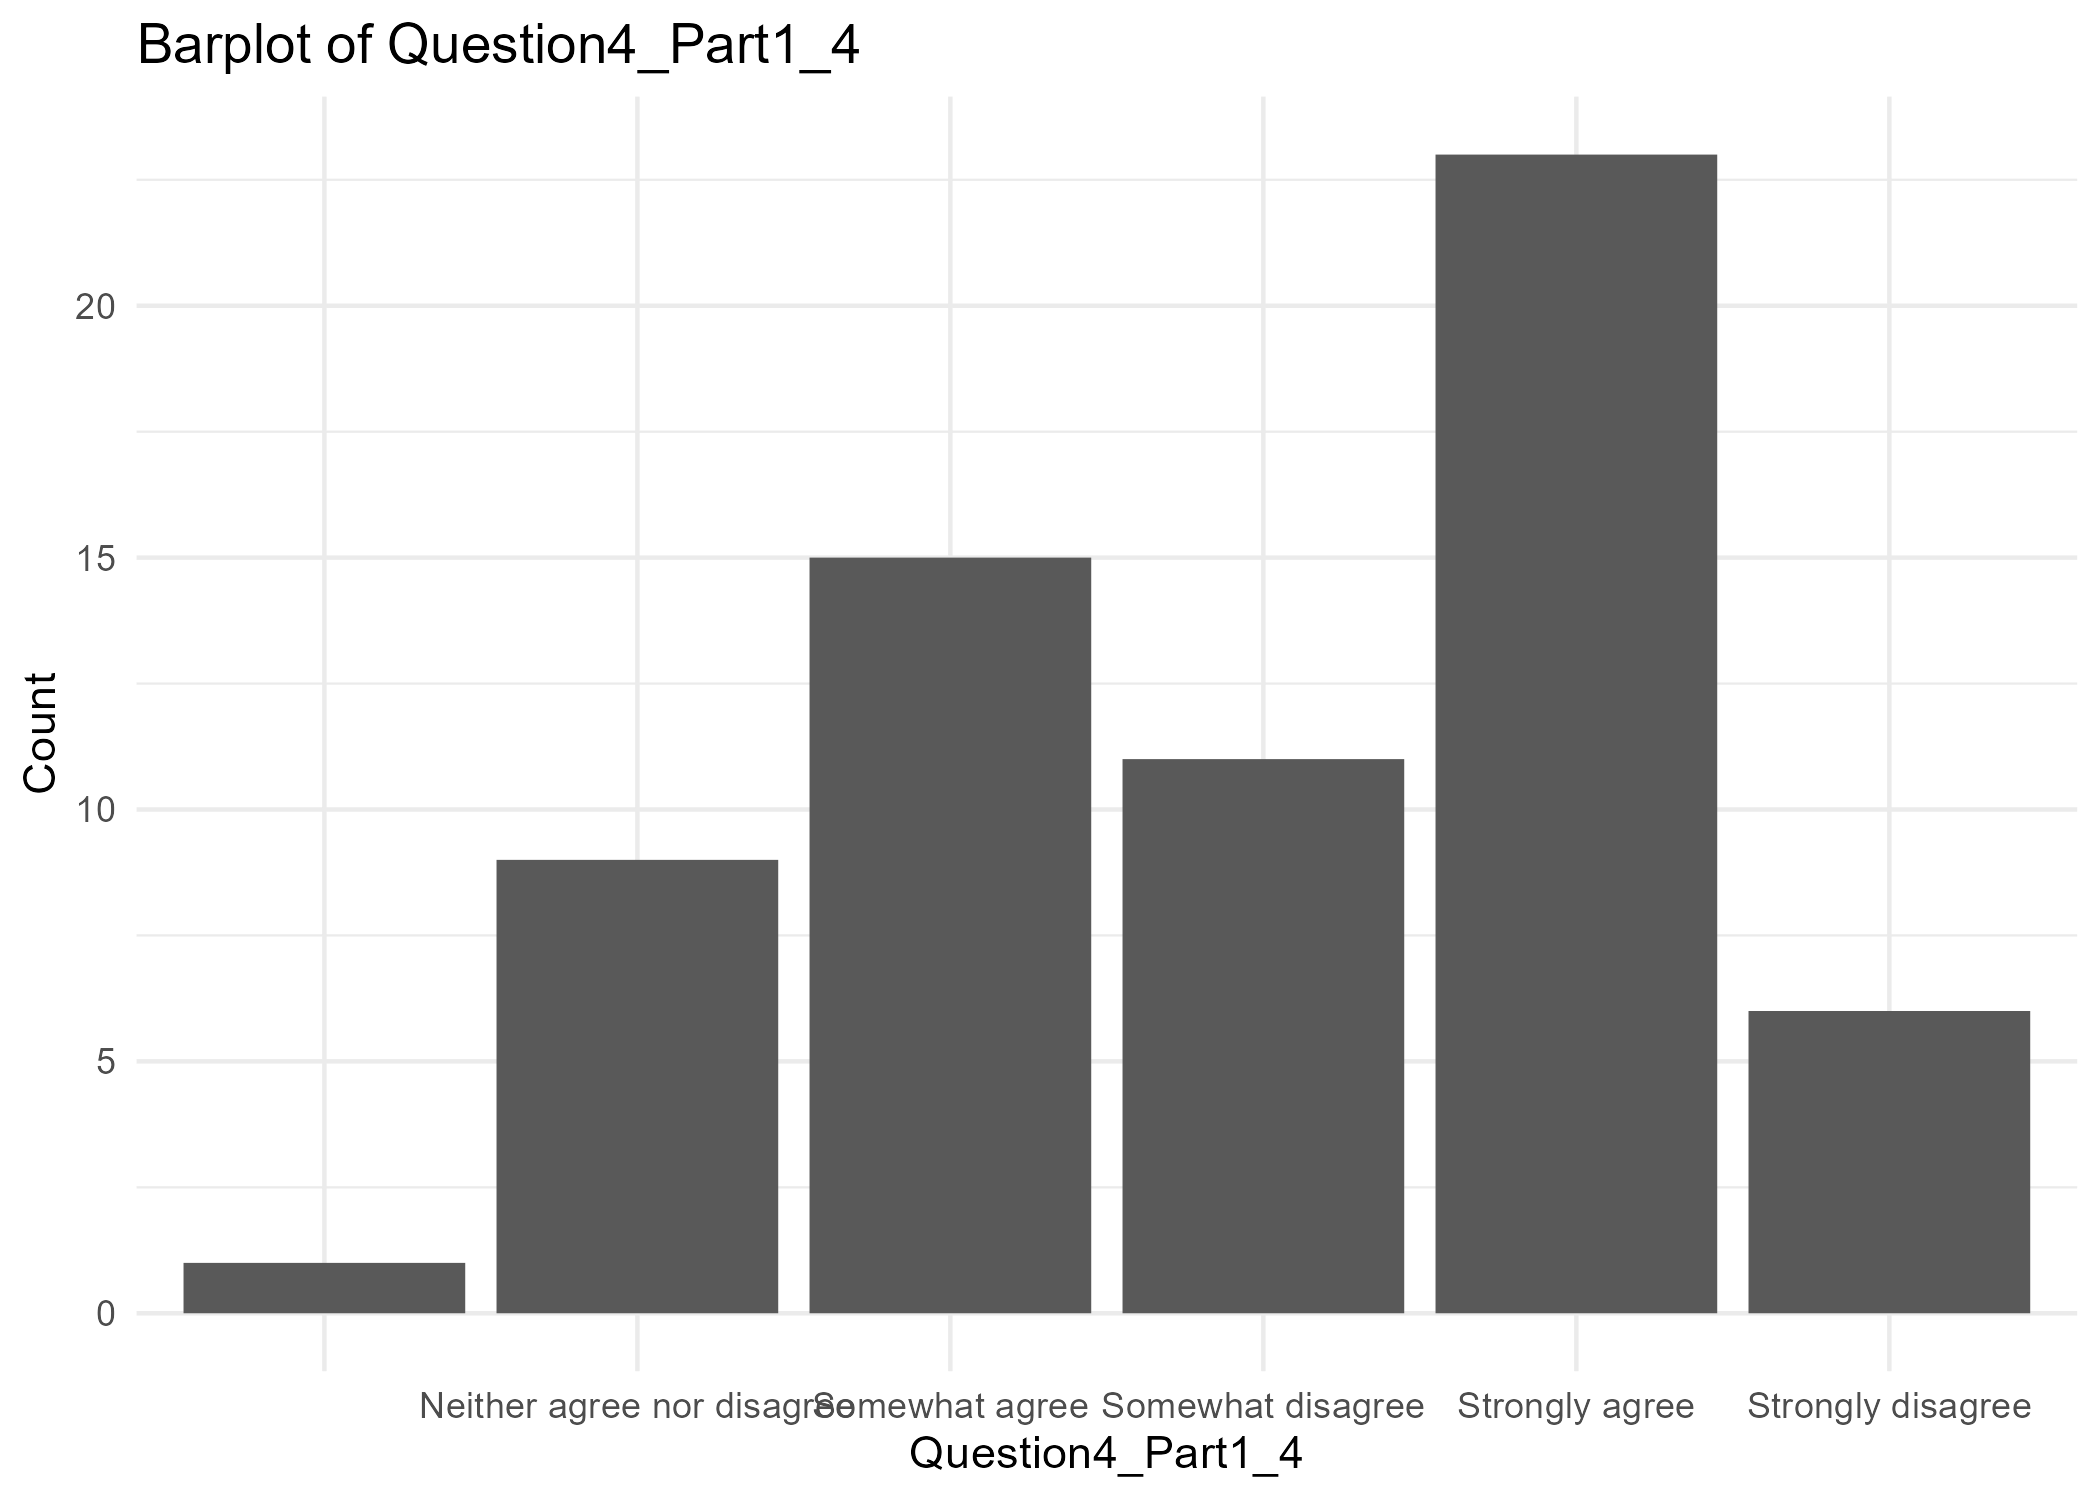 Barplot of Question4_Part1_4
Count
20
15
10
5
0
Neither agree nor disagree Somewhat agree Somewhat disagree Strongly agree Strongly disagree
Question4_Part1_4